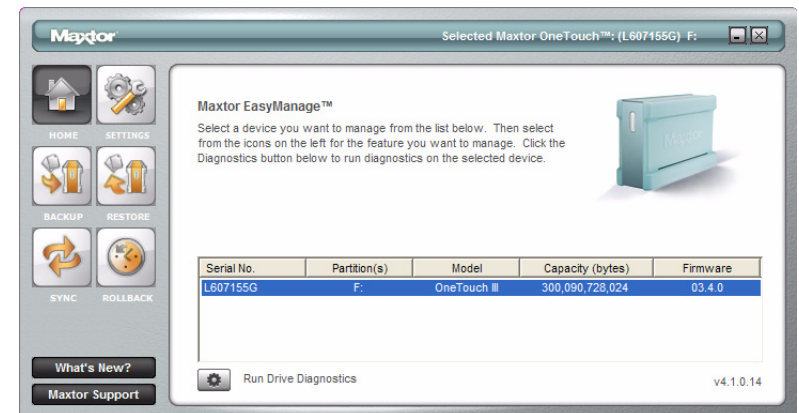 Maxtor
Selected Maxtor OneTouch™: (L607155G) F:
HOME SETTINGS
BACKUP RESTORE
SYNC ROLLBACK
What's New?
Maxtor Support
Maxtor EasyManage™
Select a device you want to manage from the list below. Then select
from the icons on the left for the feature you want to manage. Click the
Diagnostics button below to run diagnostics on the selected device.
Maxtor
Serial No. Partition(s) Model Capacity (bytes) Firmware
L607155G F: OneTouch III 300,090,728,024 03.4.0
Run Drive Diagnostics
v4.1.0.14